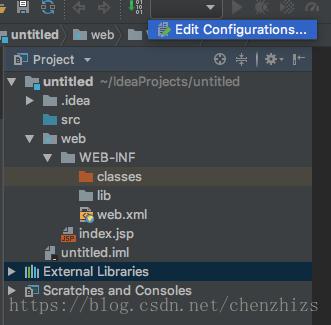 Edit Configurations...
untitled
web
Project
untitled ~/IdeaProjects/untitled
.idea
src
web
WEB-INF
classes
lib
web.xml
index.jsp
untitled.iml
External Libraries
Scratches and Consoles
https://blog.csdn.net/chenzhizs